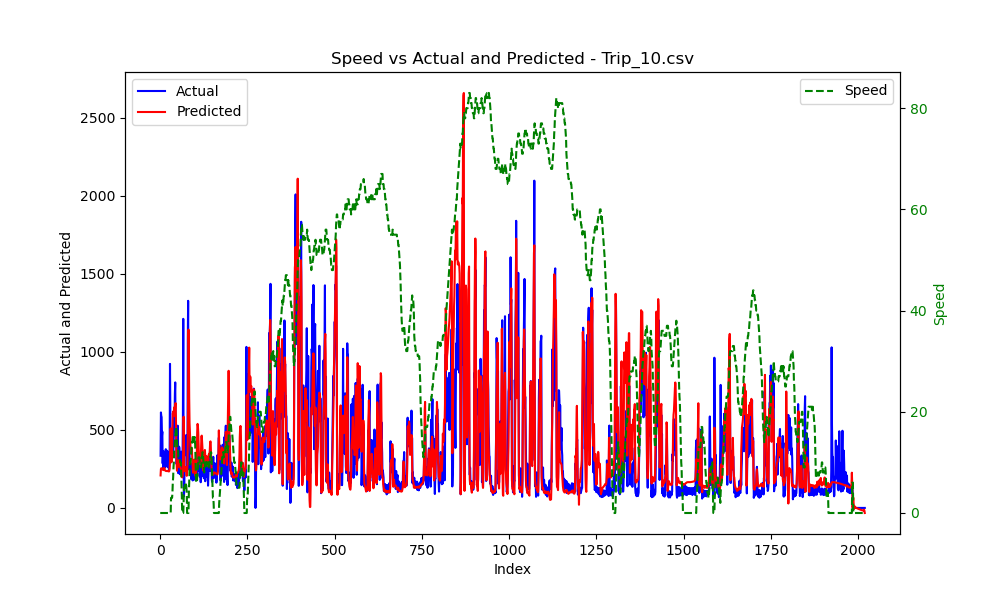 Speed vs Actual and Predicted - Trip_10.csv
Actual
Predicted
Speed
2500
2000
1500
1000
500
0
Actual and Predicted
80
60
40
20
0
Speed
0 250 500 750 1000 1250 1500 1750 2000
Index